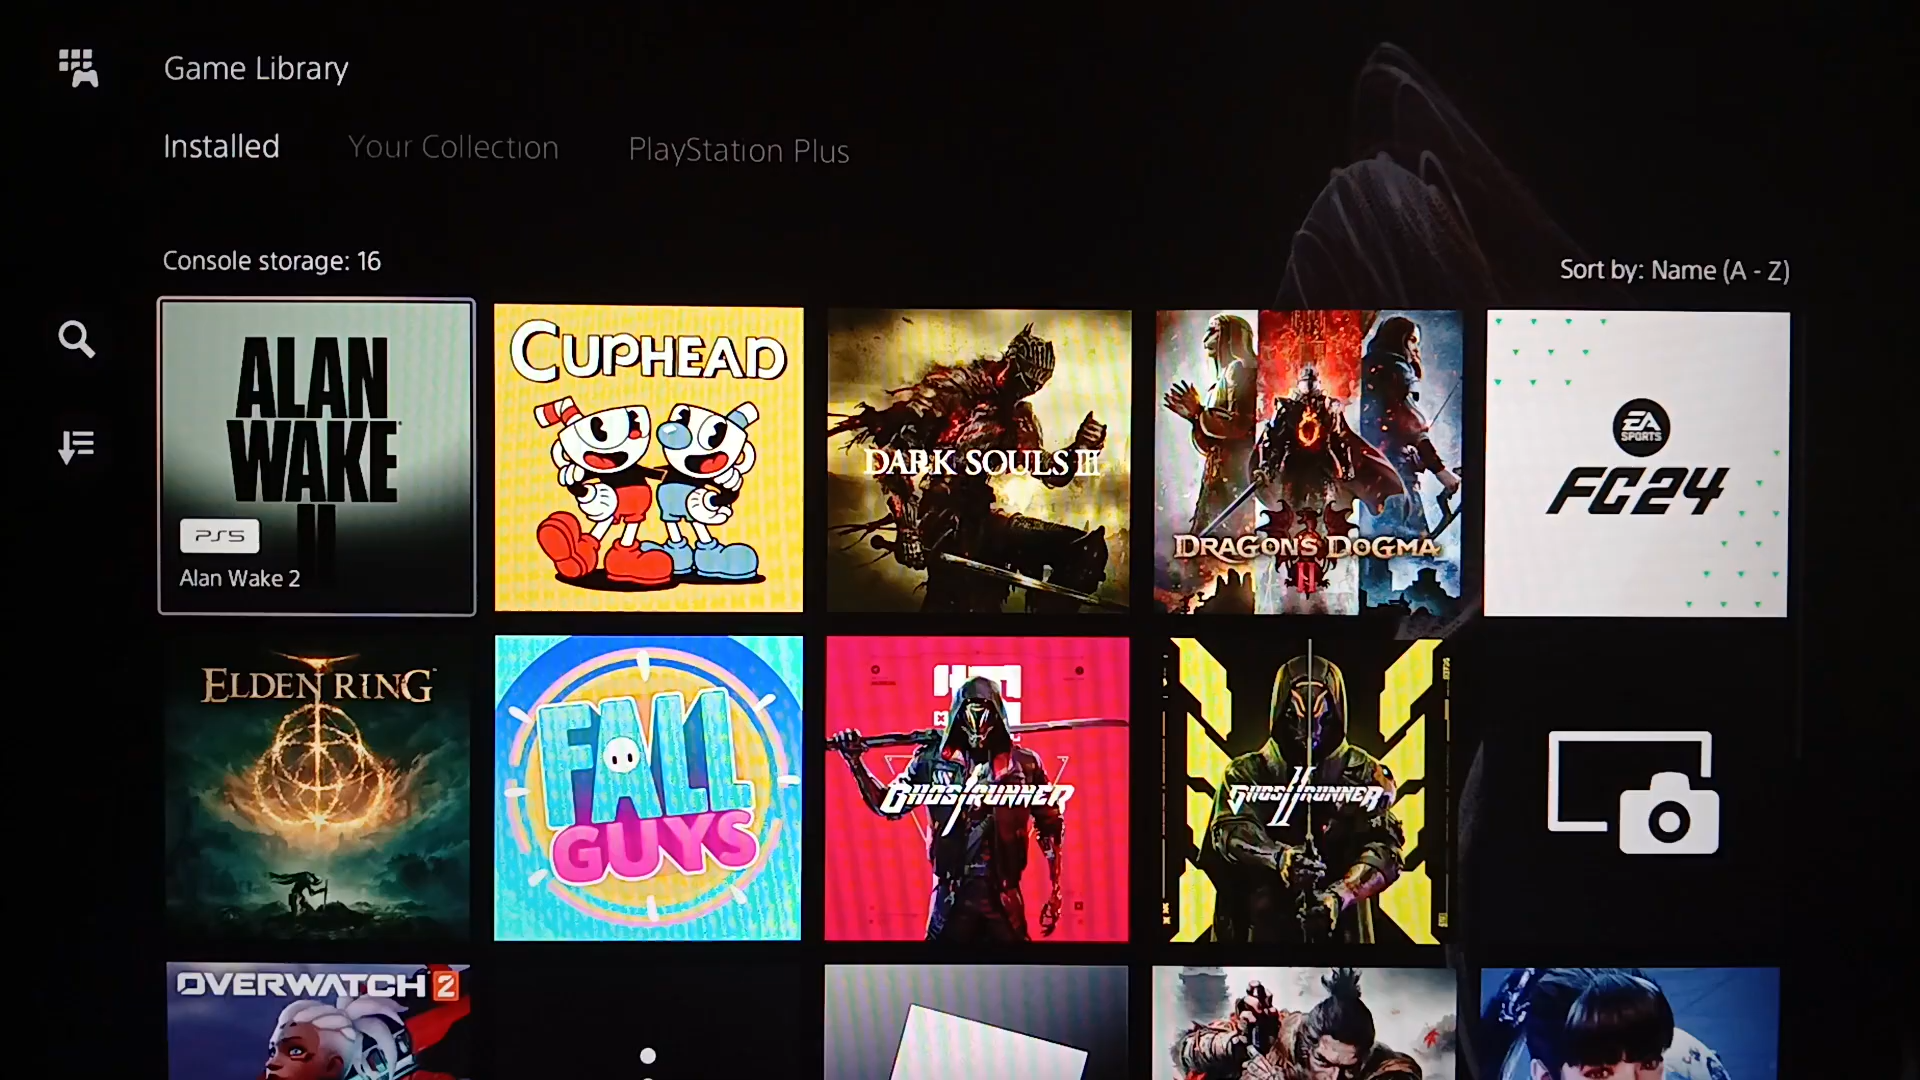 Game Library
Installed
Your Collection
PlayStation Plus
Console storage: 16
Sort by: Name (A - Z)
ALAN
WAKE
II
PS5
Alan Wake 2
CUPHEAD
DARK SOULS III
DRAGON'S DOGMA
II
EA
SPORTS
FC24
ELDEN RING
FALL
GUYS
GHOSTRUNNER
GHOSTRUNNER
II
OVERWATCH 2